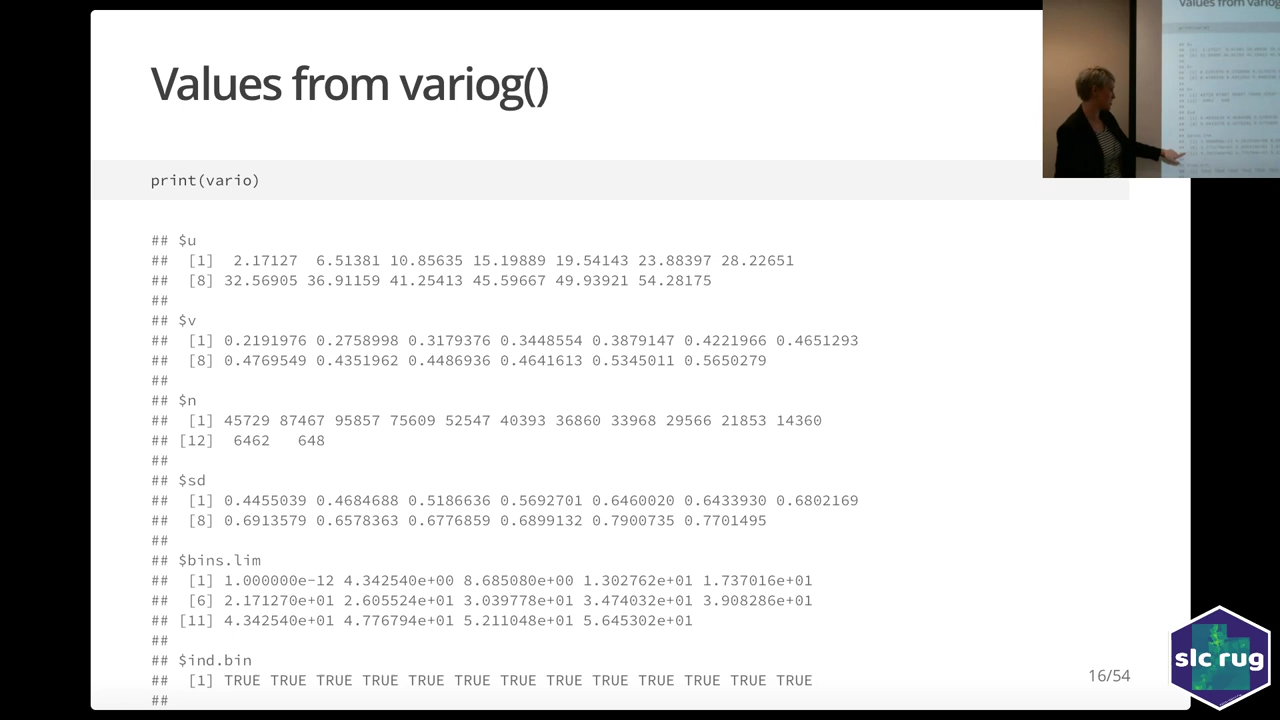 Values from variog()
print(vario)
## $u
##  [1]  2.17127  6.51381 10.85635 15.19889 19.54143 23.88397 28.22651
##  [8] 32.56905 36.91159 41.25413 45.59667 49.93921 54.28175
##
## $v
##  [1] 0.2191976 0.2758998 0.3179376 0.3448554 0.3879147 0.4221966 0.4651293
##  [8] 0.4769549 0.4351962 0.4486936 0.4641613 0.5345011 0.5650279
##
## $n
##  [1] 45729 87467 95857 75609 52547 40393 36860 33968 29566 21853 14360
## [12]  6462   648
##
## $sd
##  [1] 0.4455039 0.4684688 0.5186636 0.5692701 0.6460020 0.6433930 0.6802169
##  [8] 0.6913579 0.6578363 0.6776859 0.6899132 0.7900735 0.7701495
##
## $bins.lim
##  [1] 1.000000e-12 4.342540e+00 8.685080e+00 1.302762e+01 1.737016e+01
##  [6] 2.171270e+01 2.605524e+01 3.039778e+01 3.474032e+01 3.908286e+01
## [11] 4.342540e+01 4.776794e+01 5.211048e+01 5.645302e+01
##
## $ind.bin
##  [1] TRUE TRUE TRUE TRUE TRUE TRUE TRUE TRUE TRUE TRUE TRUE TRUE TRUE
##
16/54
slc rug
Values from variog